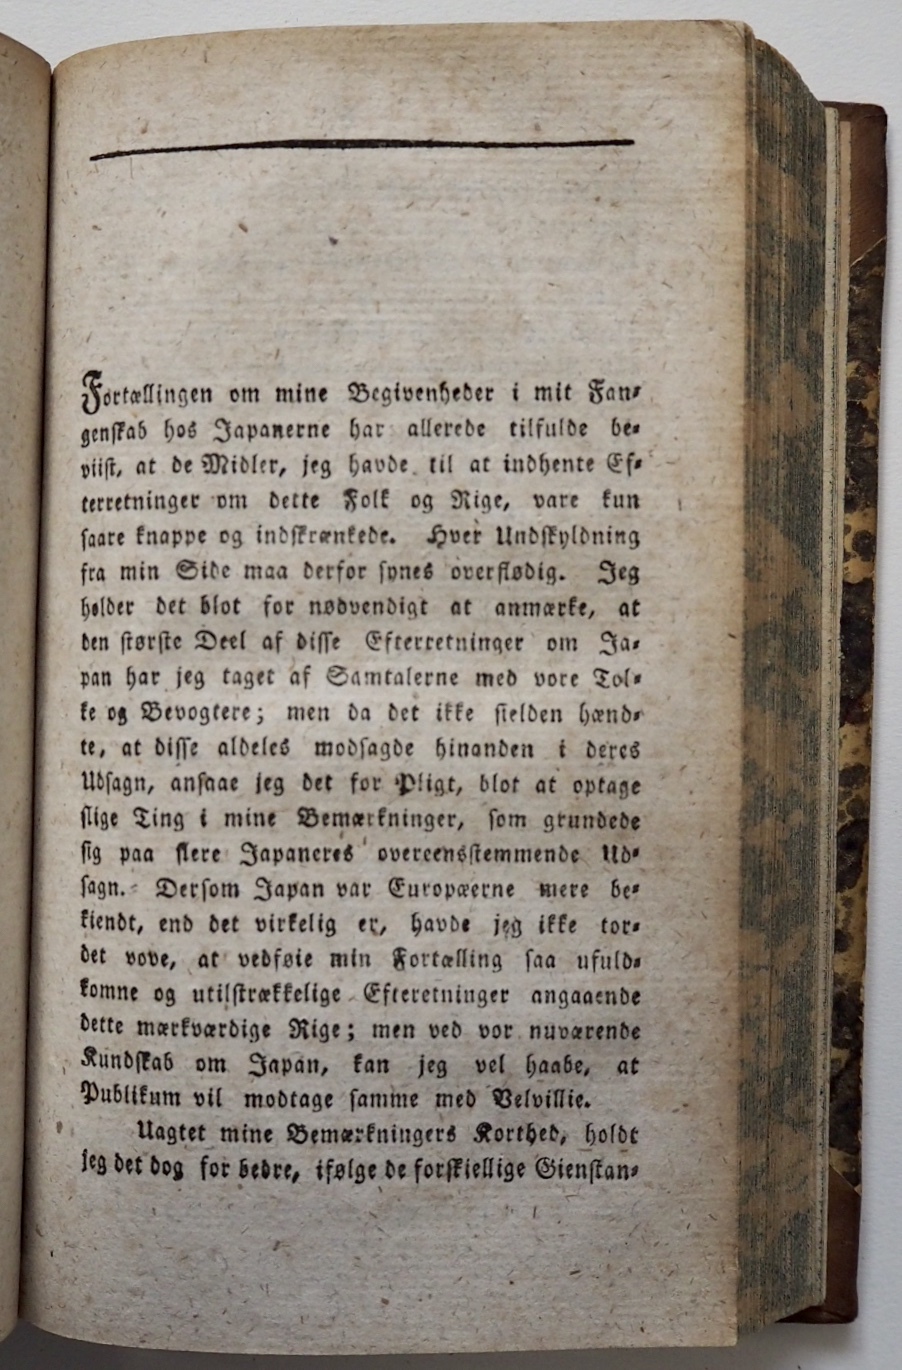 Fortællingen om mine Begivenheder i mit Fan-
genskab hos Japanerne har allerede tilfulde be-
viist, at de Midler, jeg havde til at indhente Ef-
terretninger om dette Folk og Rige, vare kun
saare knappe og indskrænkede. Hver Undskyldning
fra min Side maa derfor synes overflødig. Jeg
holder det blot for nødvendigt at anmærke, at
den største Deel af disse Efterretninger om Ja-
pan har jeg taget af Samtalerne med vore Tol-
ke og Bevogtere; men da det ikke sielden hænd-
te, at disse aldeles modsagde hinanden i deres
Udsagn, ansaae jeg det for Pligt, blot at optage
slige Ting i mine Bemærkninger, som grundede
sig paa flere Japaneres overeensstemmende Ud-
sagn. Dersom Japan var Europæerne mere be-
kiendt, end det virkelig er, havde jeg ikke tor-
det vove, at vedføie min Fortælling saa ufuld-
komne og utilstrækkelige Efteretninger angaaende
dette mærkværdige Rige; men ved vor nuværende
Kundskab om Japan, kan jeg vel haabe, at
Publikum vil modtage samme med Velvillie.
Uagtet mine Bemærkningers Korthed, holdt
jeg det dog for bedre, ifølge de forskiellige Gienstan-